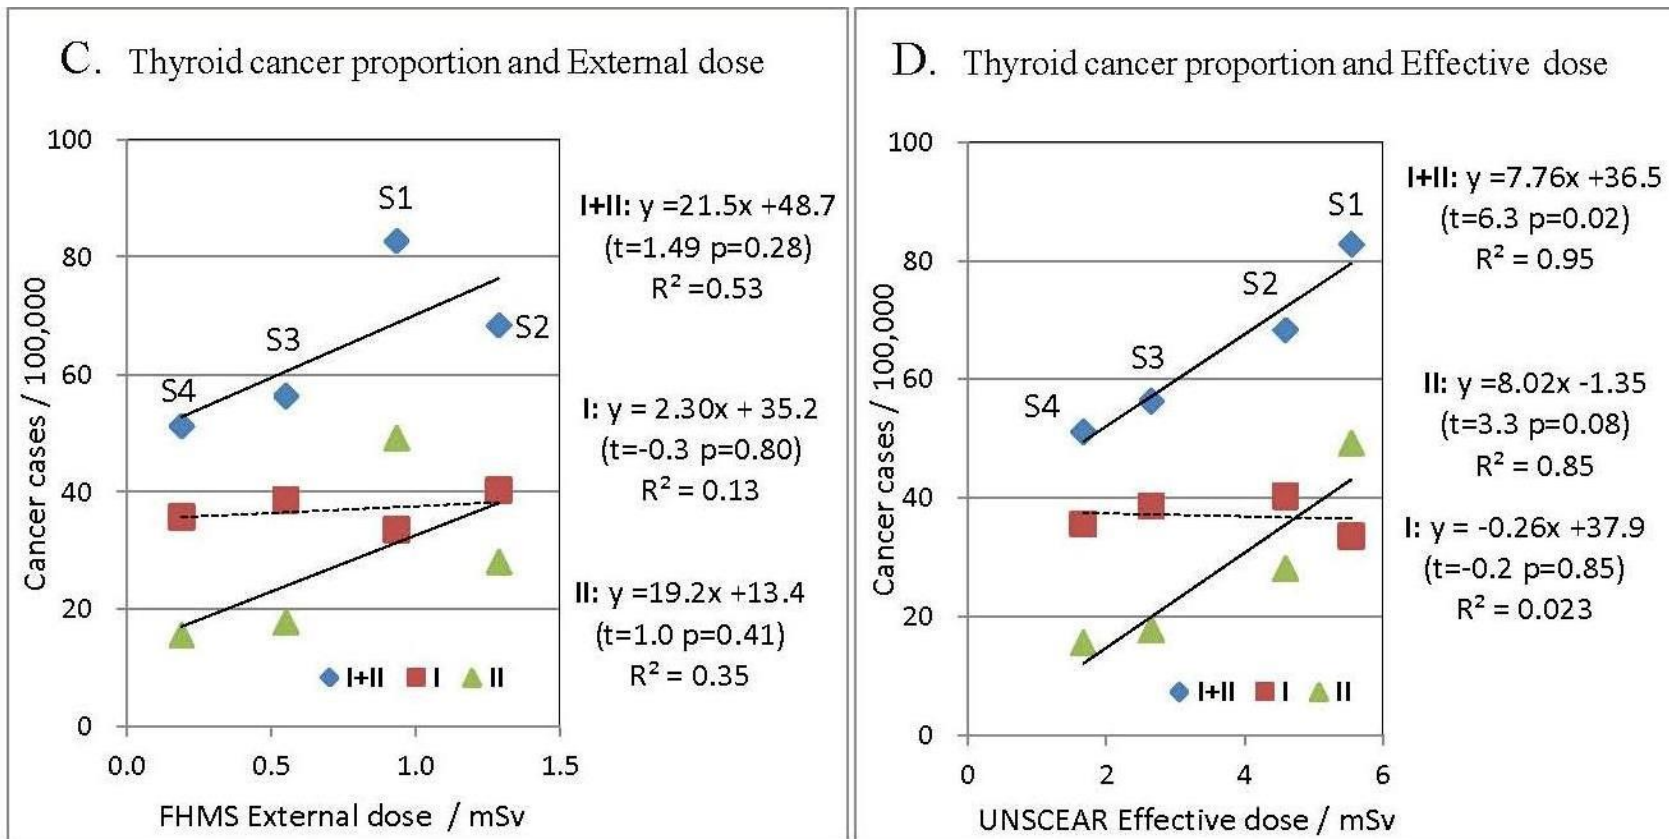 C. Thyroid cancer proportion and External dose
Cancer cases / 100,000
100
80
60
40
20
0
0.0 0.5 1.0 1.5
FHMS External dose / mSv
S4
S3
S1
S2
I+II I II
I+II: y =21.5x +48.7
(t=1.49 p=0.28)
R² =0.53
I: y = 2.30x + 35.2
(t=-0.3 p=0.80)
R² = 0.13
II: y =19.2x +13.4
(t=1.0 p=0.41)
R² = 0.35
D. Thyroid cancer proportion and Effective dose
Cancer cases / 100,000
100
80
60
40
20
0
0 2 4 6
UNSCEAR Effective dose / mSv
S4
S3
S2
S1
I+II I II
I+II: y =7.76x +36.5
(t=6.3 p=0.02)
R² = 0.95
II: y =8.02x -1.35
(t=3.3 p=0.08)
R² = 0.85
I: y = -0.26x +37.9
(t=-0.2 p=0.85)
R² = 0.023